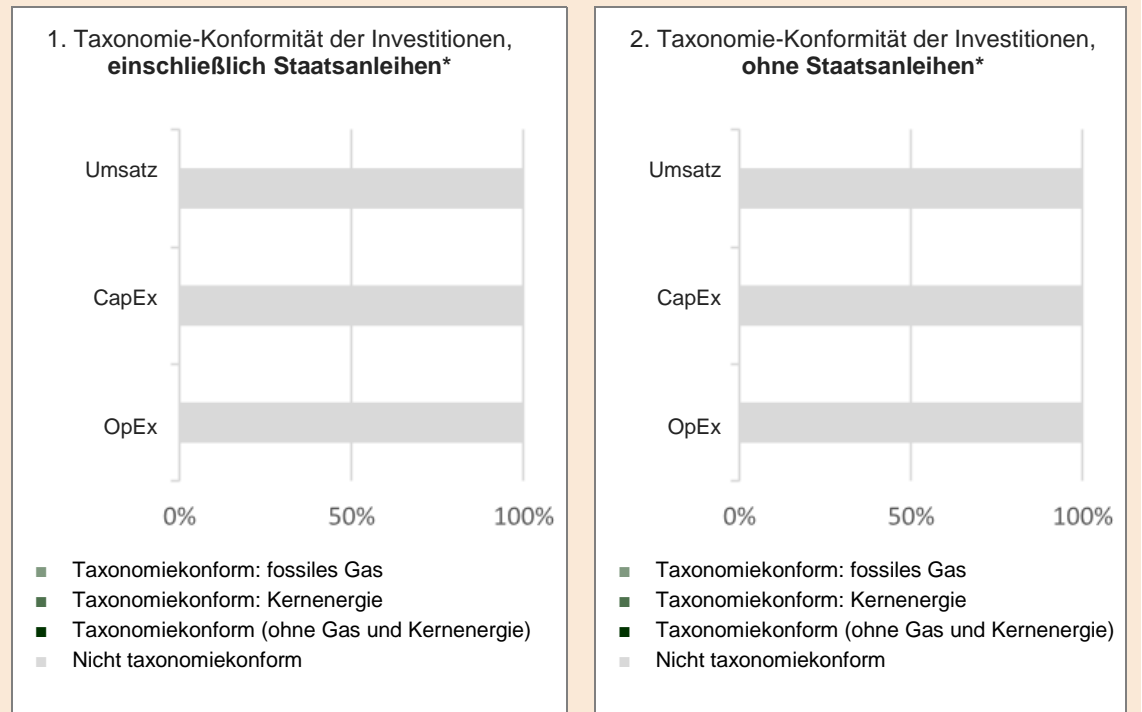 1. Taxonomie-Konformität der Investitionen,
einschließlich Staatsanleihen*
Umsatz
CapEx
OpEx
0% 50% 100%
Taxonomiekonform: fossiles Gas
Taxonomiekonform: Kernenergie
Taxonomiekonform (ohne Gas und Kernenergie)
Nicht taxonomiekonform
2. Taxonomie-Konformität der Investitionen,
ohne Staatsanleihen*
Umsatz
CapEx
OpEx
0% 50% 100%
Taxonomiekonform: fossiles Gas
Taxonomiekonform: Kernenergie
Taxonomiekonform (ohne Gas und Kernenergie)
Nicht taxonomiekonform